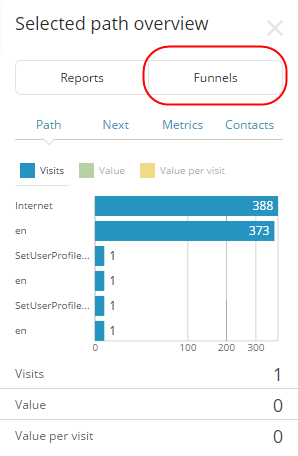 Selected path overview
Reports Funnels
Path Next Metrics Contacts
Visits Value Value per visit
Internet 388
en 373
SetUserProfile... 1
en 1
SetUserProfile... 1
en 1
0 100 200 300
Visits 1
Value 0
Value per visit 0